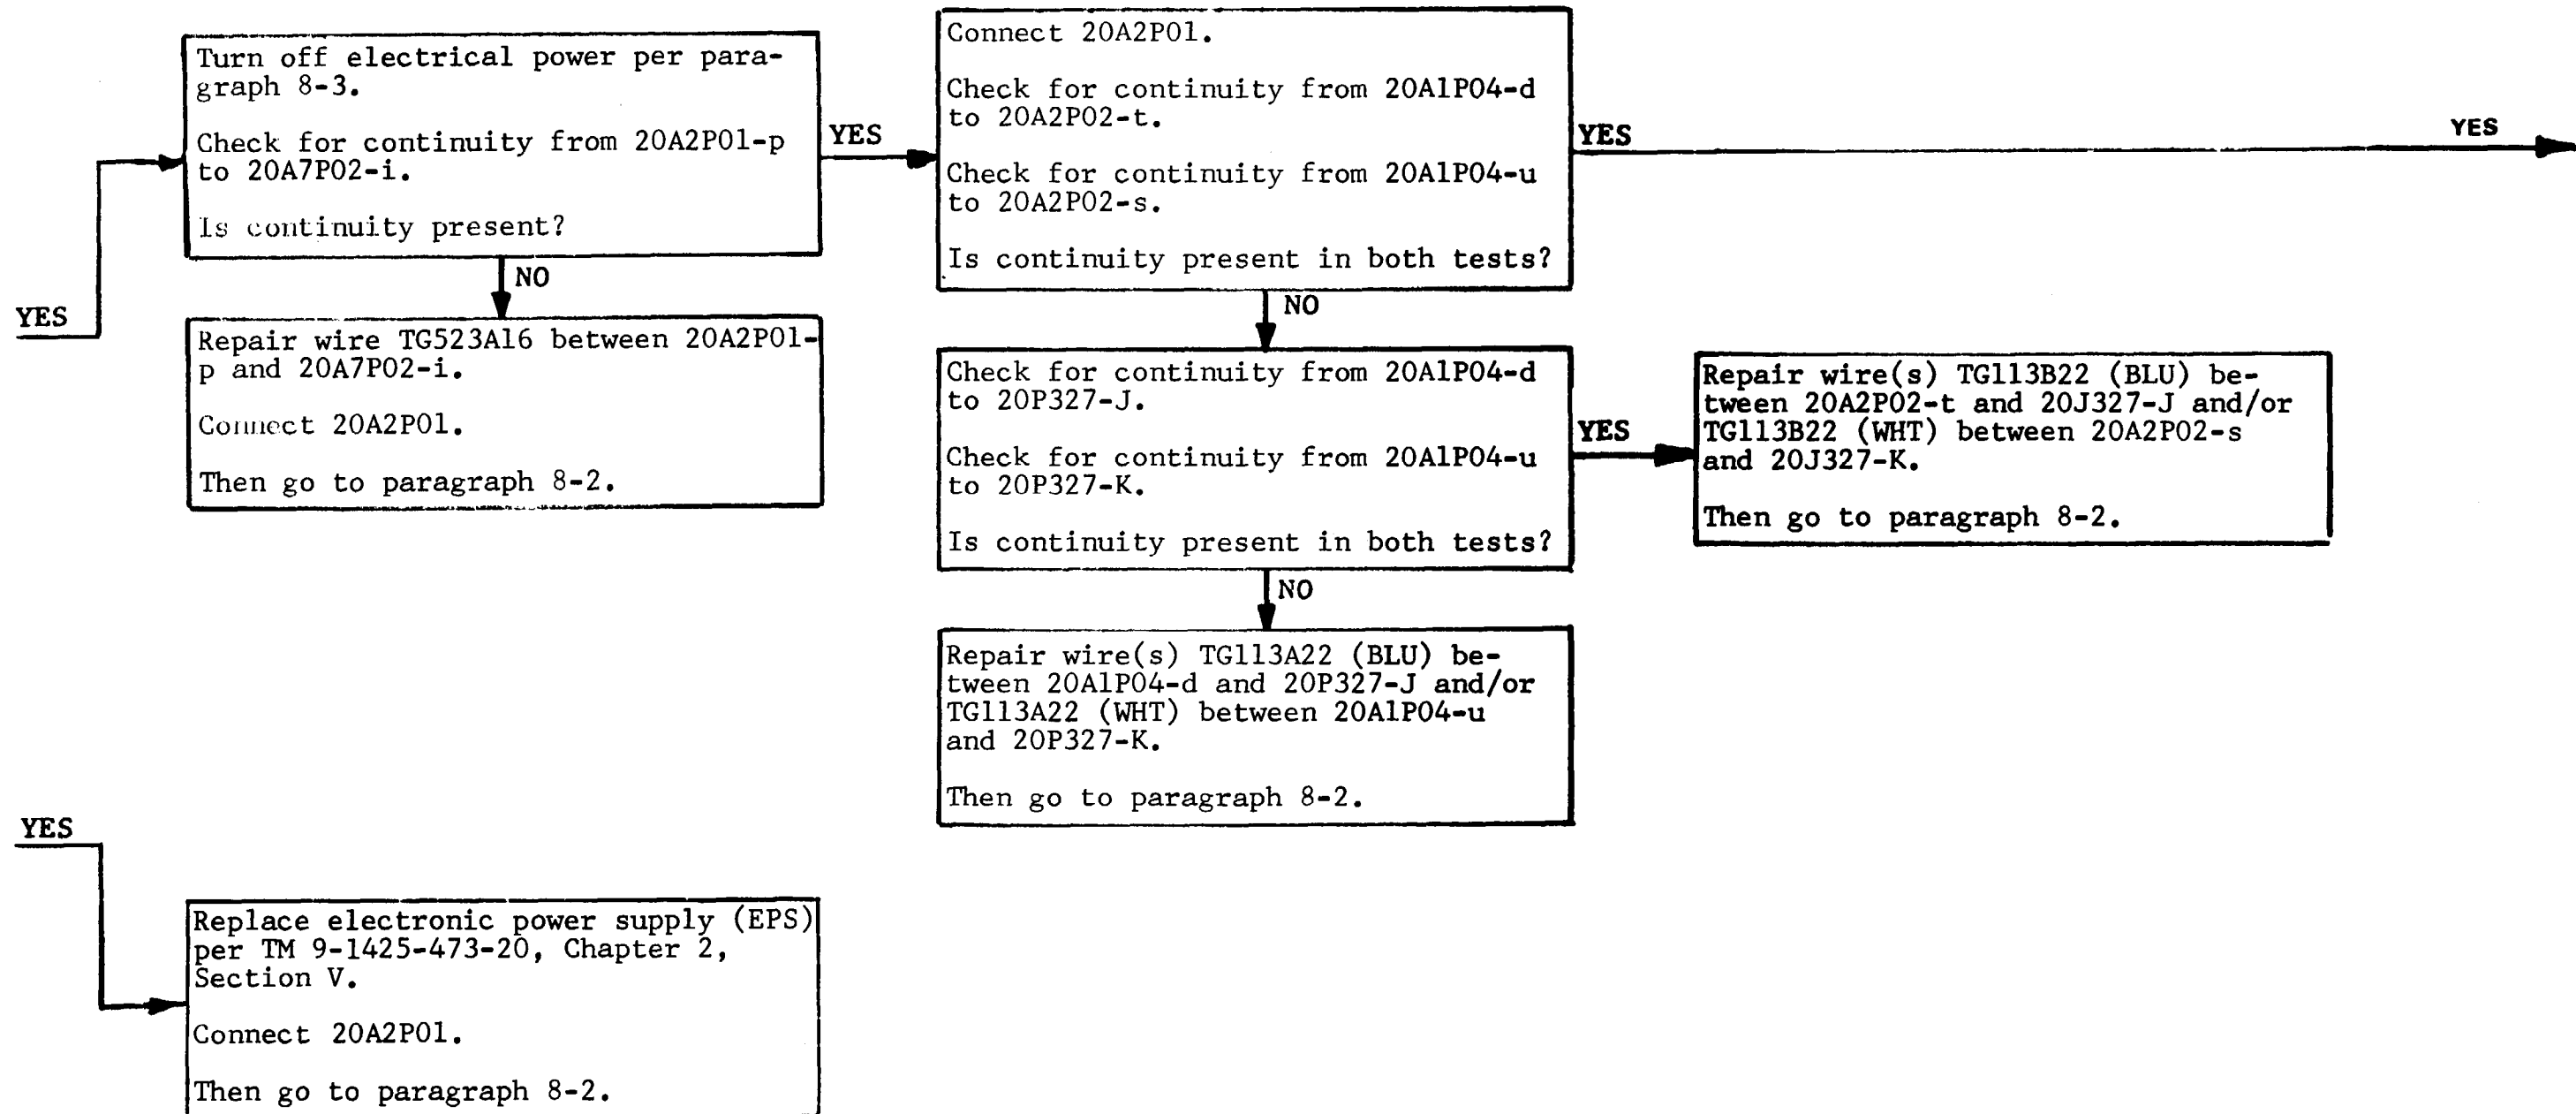 YES
Turn off electrical power per para-
graph 8-3.
Check for continuity from 20A2P01-p
to 20A7P02-i.
Is continuity present?
YES
NO
Repair wire TG523A16 between 20A2P01-
p and 20A7P02-i.
Connect 20A2P01.
Then go to paragraph 8-2.
Connect 20A2P01.
Check for continuity from 20A1P04-d
to 20A2P02-t.
Check for continuity from 20A1P04-u
to 20A2P02-s.
Is continuity present in both tests?
YES
YES
NO
Check for continuity from 20A1P04-d
to 20P327-J.
Check for continuity from 20A1P04-u
to 20P327-K.
Is continuity present in both tests?
YES
Repair wire(s) TG113B22 (BLU) be-
tween 20A2P02-t and 20J327-J and/or
TG113B22 (WHT) between 20A2P02-s
and 20J327-K.
Then go to paragraph 8-2.
NO
Repair wire(s) TG113A22 (BLU) be-
tween 20A1P04-d and 20P327-J and/or
TG113A22 (WHT) between 20A1P04-u
and 20P327-K.
Then go to paragraph 8-2.
YES
Replace electronic power supply (EPS)
per TM 9-1425-473-20, Chapter 2,
Section V.
Connect 20A2P01.
Then go to paragraph 8-2.